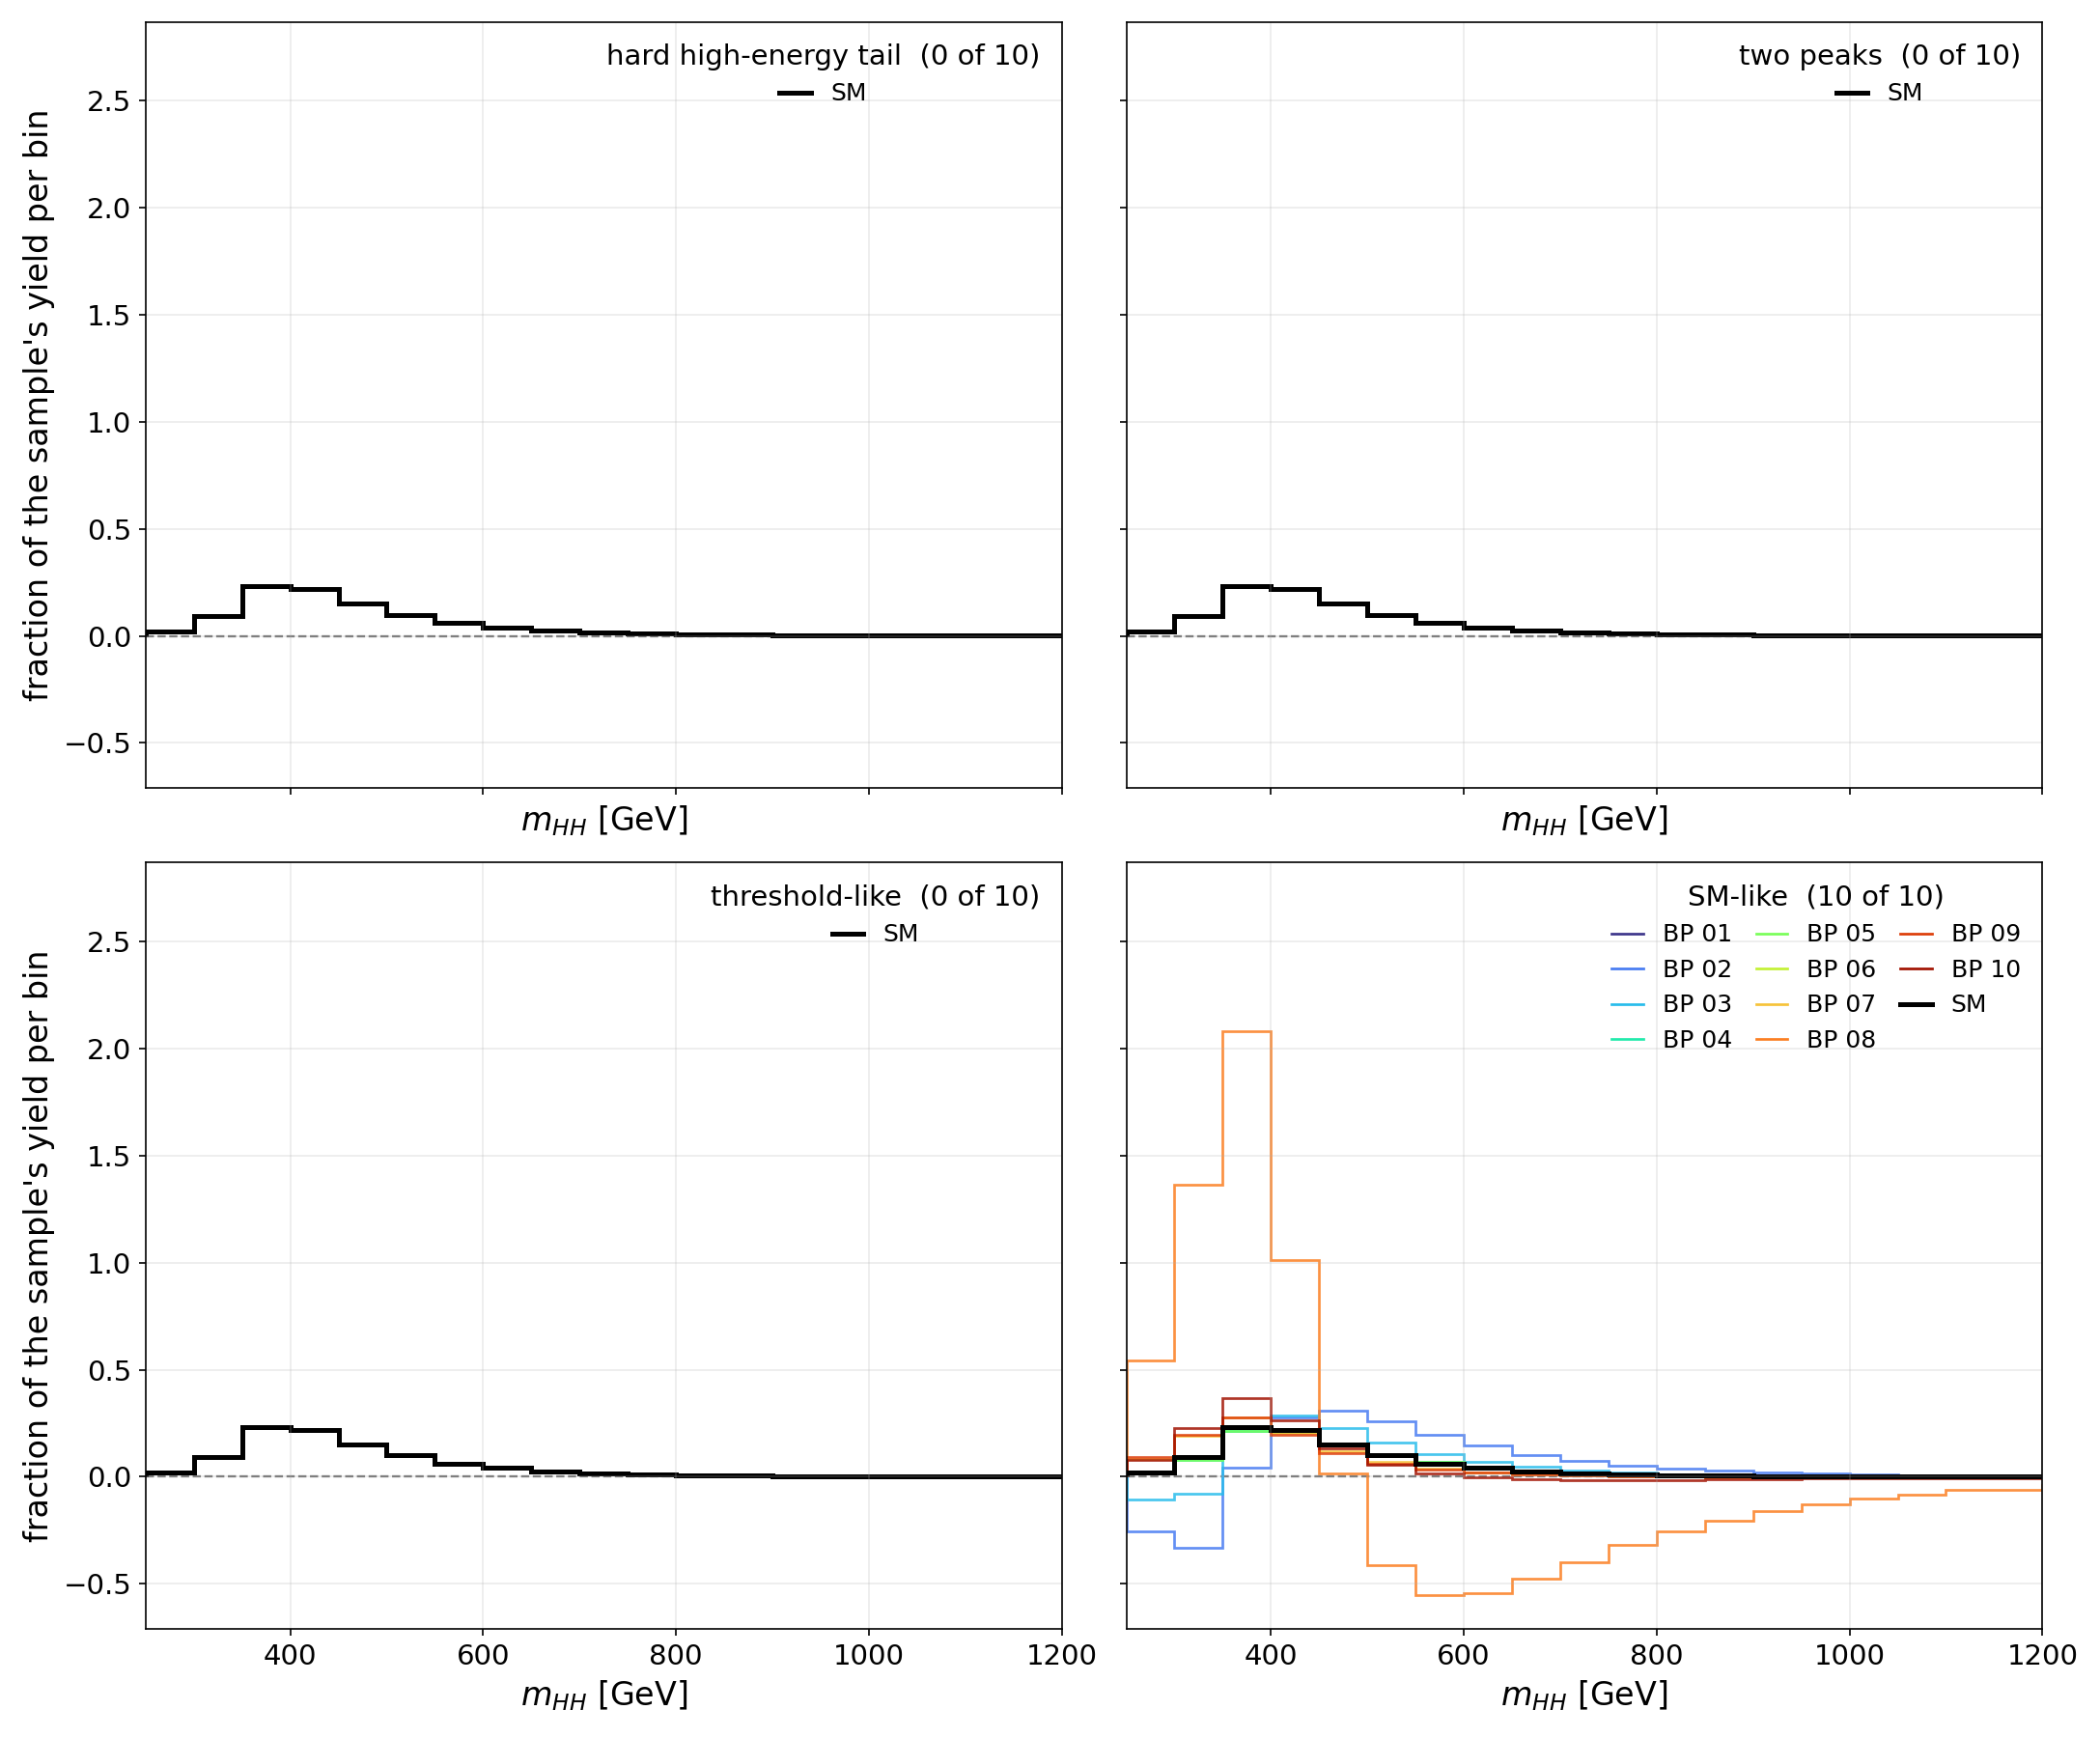 hard high-energy tail (0 of 10)
SM
2.5
2.0
1.5
1.0
0.5
0.0
−0.5
fraction of the sample's yield per bin
m_HH [GeV]
two peaks (0 of 10)
SM
m_HH [GeV]
threshold-like (0 of 10)
SM
2.5
2.0
1.5
1.0
0.5
0.0
−0.5
fraction of the sample's yield per bin
400 600 800 1000 1200
m_HH [GeV]
SM-like (10 of 10)
BP 01 BP 05 BP 09
BP 02 BP 06 BP 10
BP 03 BP 07 SM
BP 04 BP 08
400 600 800 1000 1200
m_HH [GeV]